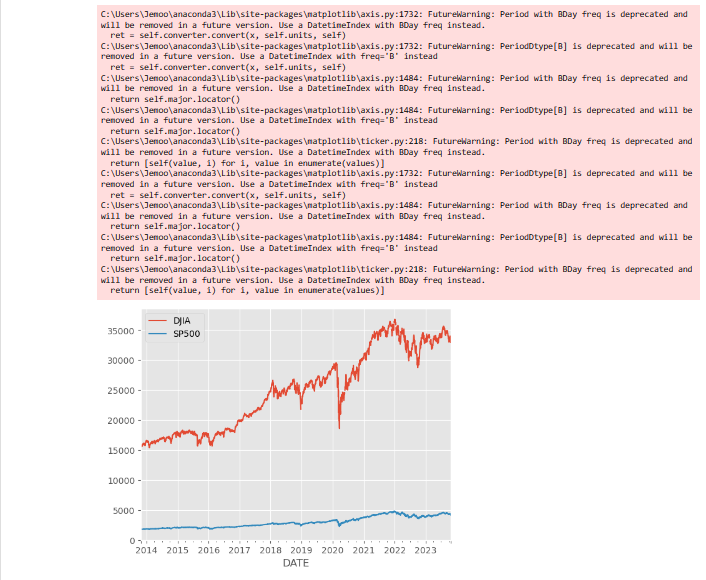 C:\Users\Jemoo\anaconda3\Lib\site-packages\matplotlib\axis.py:1732: FutureWarning: Period with BDay freq is deprecated and
will be removed in a future version. Use a DatetimeIndex with BDay freq instead.
ret = self.converter.convert(x, self.units, self)
C:\Users\Jemoo\anaconda3\Lib\site-packages\matplotlib\axis.py:1732: FutureWarning: PeriodDtype[B] is deprecated and will be
removed in a future version. Use a DatetimeIndex with freq='B' instead
ret = self.converter.convert(x, self.units, self)
C:\Users\Jemoo\anaconda3\Lib\site-packages\matplotlib\axis.py:1484: FutureWarning: Period with BDay freq is deprecated and
will be removed in a future version. Use a DatetimeIndex with BDay freq instead.
return self.major.locator()
C:\Users\Jemoo\anaconda3\Lib\site-packages\matplotlib\axis.py:1484: FutureWarning: PeriodDtype[B] is deprecated and will be
removed in a future version. Use a DatetimeIndex with freq='B' instead
return self.major.locator()
C:\Users\Jemoo\anaconda3\Lib\site-packages\matplotlib\ticker.py:218: FutureWarning: Period with BDay freq is deprecated and
will be removed in a future version. Use a DatetimeIndex with BDay freq instead.
return [self(value, i) for i, value in enumerate(values)]
C:\Users\Jemoo\anaconda3\Lib\site-packages\matplotlib\axis.py:1732: FutureWarning: PeriodDtype[B] is deprecated and will be
removed in a future version. Use a DatetimeIndex with freq='B' instead
ret = self.converter.convert(x, self.units, self)
C:\Users\Jemoo\anaconda3\Lib\site-packages\matplotlib\axis.py:1484: FutureWarning: Period with BDay freq is deprecated and
will be removed in a future version. Use a DatetimeIndex with BDay freq instead.
return self.major.locator()
C:\Users\Jemoo\anaconda3\Lib\site-packages\matplotlib\axis.py:1484: FutureWarning: PeriodDtype[B] is deprecated and will be
removed in a future version. Use a DatetimeIndex with freq='B' instead
return self.major.locator()
C:\Users\Jemoo\anaconda3\Lib\site-packages\matplotlib\ticker.py:218: FutureWarning: Period with BDay freq is deprecated and
will be removed in a future version. Use a DatetimeIndex with BDay freq instead.
return [self(value, i) for i, value in enumerate(values)]
DJIA
SP500
35000
30000
25000
20000
15000
10000
5000
0
2014 2015 2016 2017 2018 2019 2020 2021 2022 2023
DATE